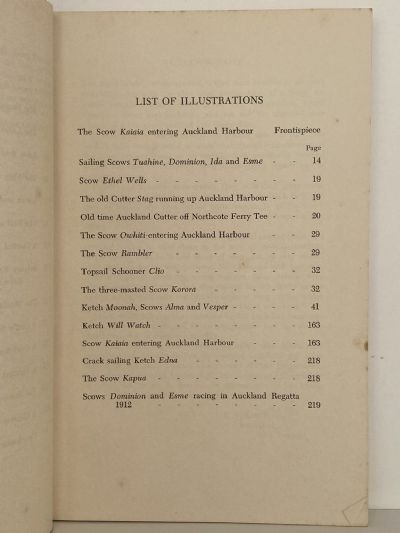 LIST OF ILLUSTRATIONS
The Scow Kaiaia entering Auckland Harbour Frontispiece
Page
Sailing Scows Tuahine, Dominion, Ida and Esme - - 14
Scow Ethel Wells - - - - - - - 19
The old Cutter Stag running up Auckland Harbour - - 19
Old time Auckland Cutter off Northcote Ferry Tee - - 20
The Scow Owhiti entering Auckland Harbour - - 29
The Scow Rambler - - - - - - - 29
Topsail Schooner Clio - - - - - - 32
The three-masted Scow Korora - - - - - 32
Ketch Moonah, Scows Alma and Vesper - - - - 41
Ketch Will Watch - - - - - - - 163
Scow Kaiaia entering Auckland Harbour - - - 163
Crack sailing Ketch Edna - - - - - - 218
The Scow Kapua - - - - - - - 218
Scows Dominion and Esme racing in Auckland Regatta
1912 - - - - - - - - 219